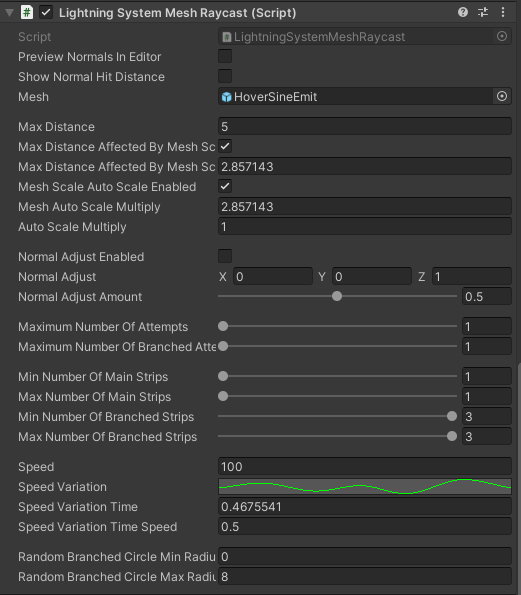 Lightning System Mesh Raycast (Script)
Script LightningSystemMeshRaycast
Preview Normals In Editor
Show Normal Hit Distance
Mesh HoverSineEmit
Max Distance 5
Max Distance Affected By Mesh Sc
Max Distance Affected By Mesh Sc 2.857143
Mesh Scale Auto Scale Enabled
Mesh Auto Scale Multiply 2.857143
Auto Scale Multiply 1
Normal Adjust Enabled
Normal Adjust X 0 Y 0 Z 1
Normal Adjust Amount 0.5
Maximum Number Of Attempts 1
Maximum Number Of Branched Atte 1
Min Number Of Main Strips 1
Max Number Of Main Strips 1
Min Number Of Branched Strips 3
Max Number Of Branched Strips 3
Speed 100
Speed Variation
Speed Variation Time 0.4675541
Speed Variation Time Speed 0.5
Random Branched Circle Min Radiu 0
Random Branched Circle Max Radiu 8